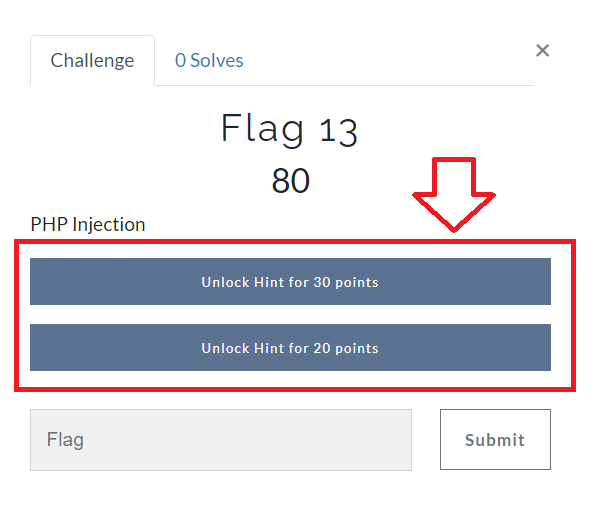 Challenge
0 Solves
×
Flag 13
80
PHP Injection
Unlock Hint for 30 points
Unlock Hint for 20 points
Flag
Submit